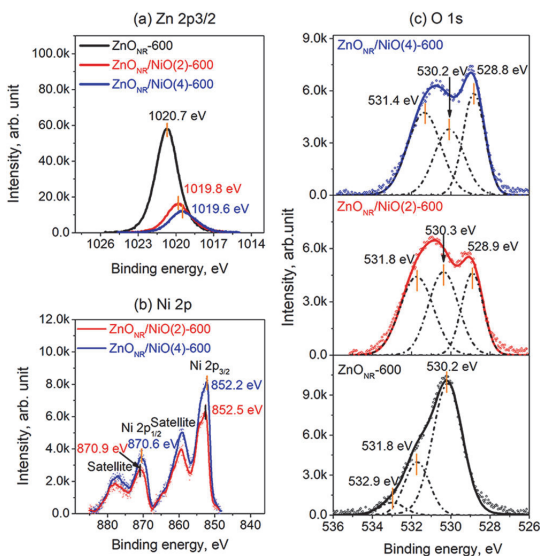 (a) Zn 2p3/2
100.0k
80.0k
60.0k
40.0k
20.0k
0.0
ZnO_NR-600
ZnO_NR/NiO(2)-600
ZnO_NR/NiO(4)-600
1020.7 eV
1019.8 eV
1019.6 eV
1026 1023 1020 1017 1014
Binding energy, eV
Intensity, arb. unit
(b) Ni 2p
12.0k
10.0k
8.0k
6.0k
4.0k
2.0k
0.0
ZnO_NR/NiO(2)-600
ZnO_NR/NiO(4)-600
Ni 2p_3/2
852.2 eV
852.5 eV
Satellite
Ni 2p_1/2
870.9 eV
870.6 eV
Satellite
880 870 860 850 840
Binding energy, eV
Intensity, arb. unit
(c) O 1s
ZnO_NR/NiO(4)-600
9.0k
6.0k
3.0k
0.0
531.4 eV
530.2 eV
528.8 eV
ZnO_NR/NiO(2)-600
6.0k
3.0k
0.0
531.8 eV
530.3 eV
528.9 eV
ZnO_NR-600
9.0k
6.0k
3.0k
0.0
530.2 eV
531.8 eV
532.9 eV
536 534 532 530 528 526
Binding energy, eV
Intensity, arb.unit